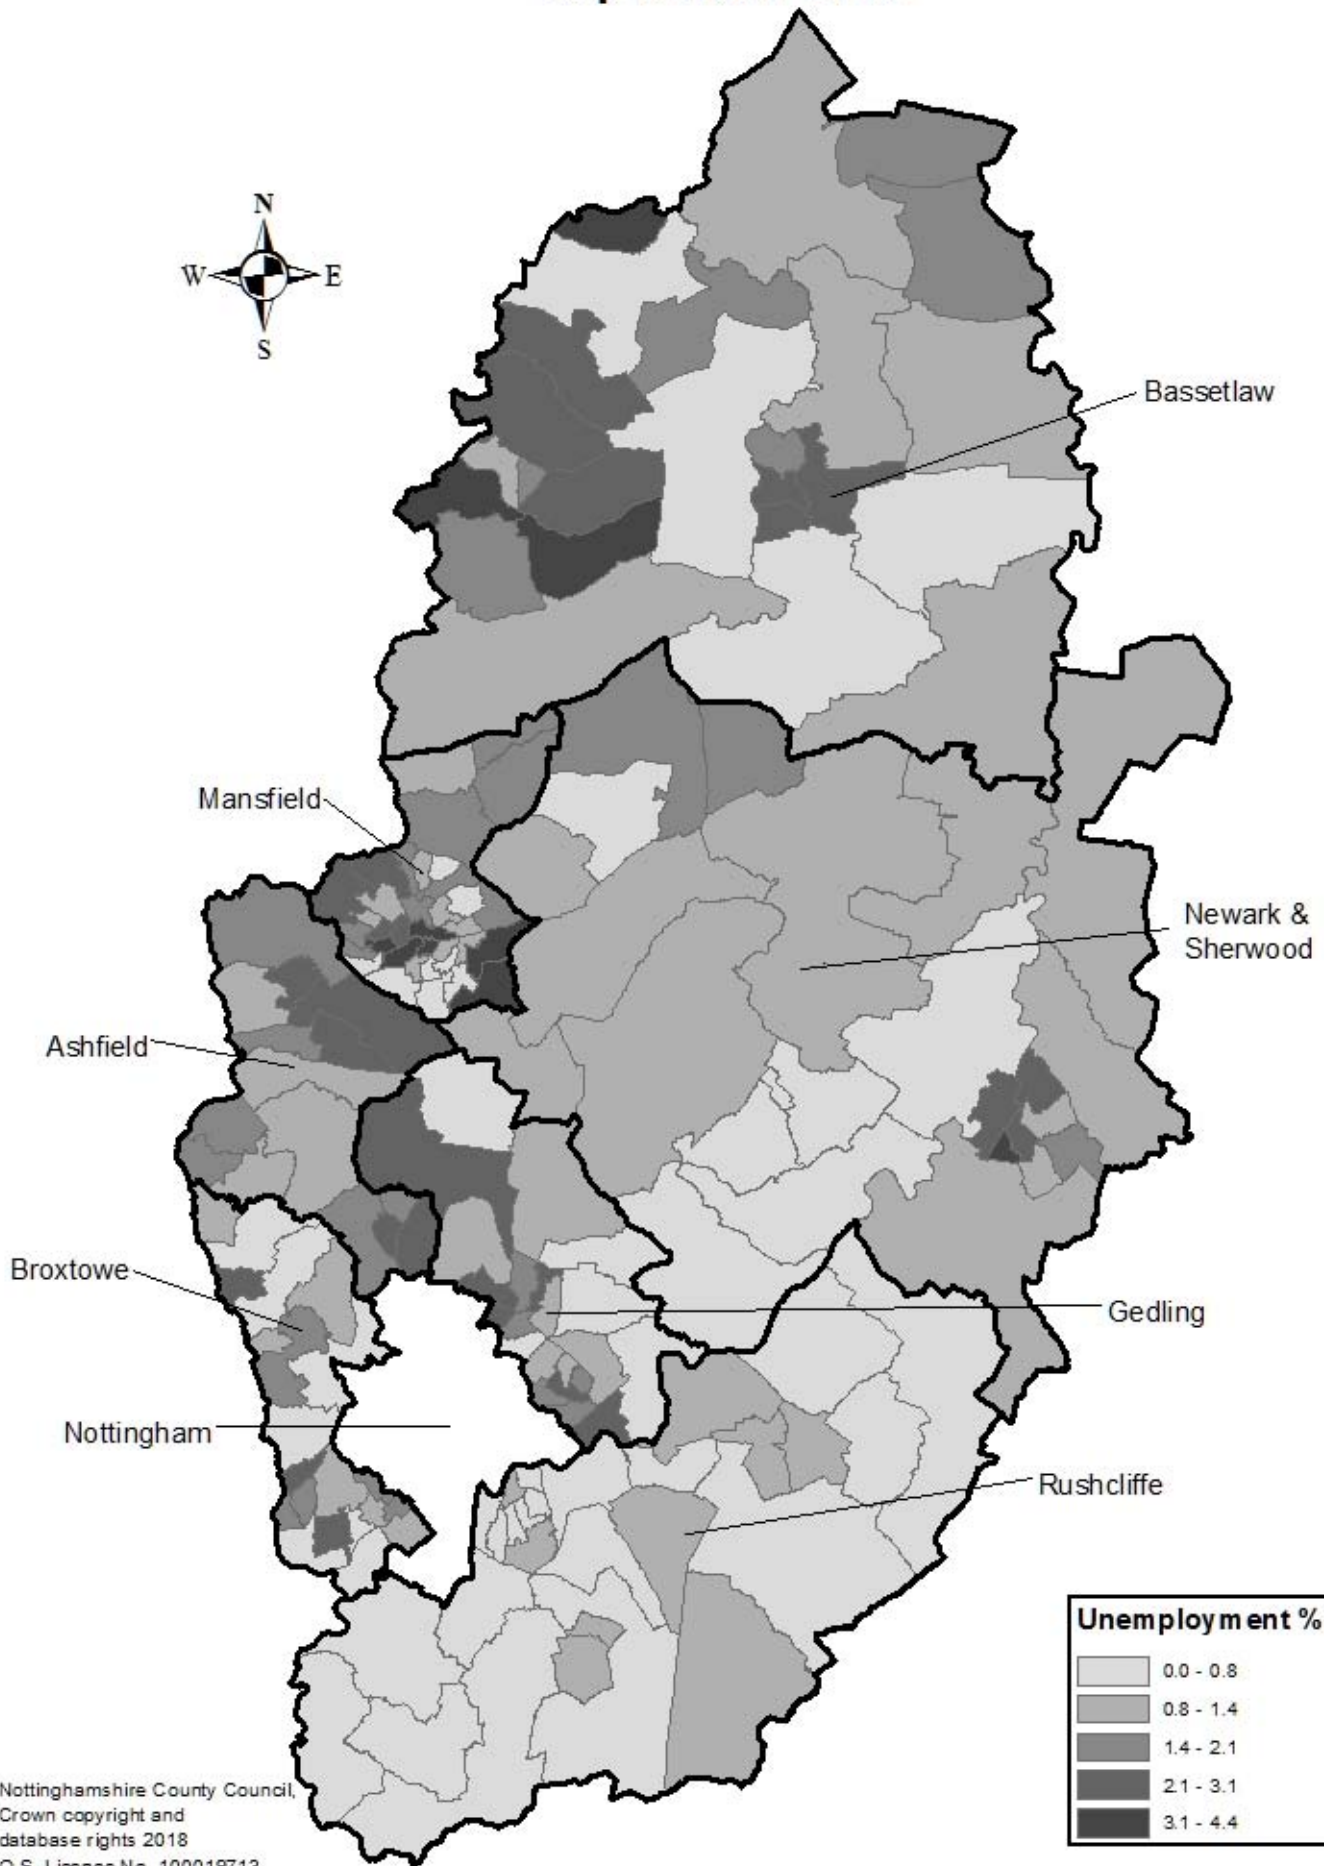 N
W E
S
Bassetlaw
Mansfield
Newark &
Sherwood
Ashfield
Broxtowe
Gedling
Nottingham
Rushcliffe
Unemployment %
0.0 - 0.8
0.8 - 1.4
1.4 - 2.1
2.1 - 3.1
3.1 - 4.4
Nottinghamshire County Council,
Crown copyright and
database rights 2018